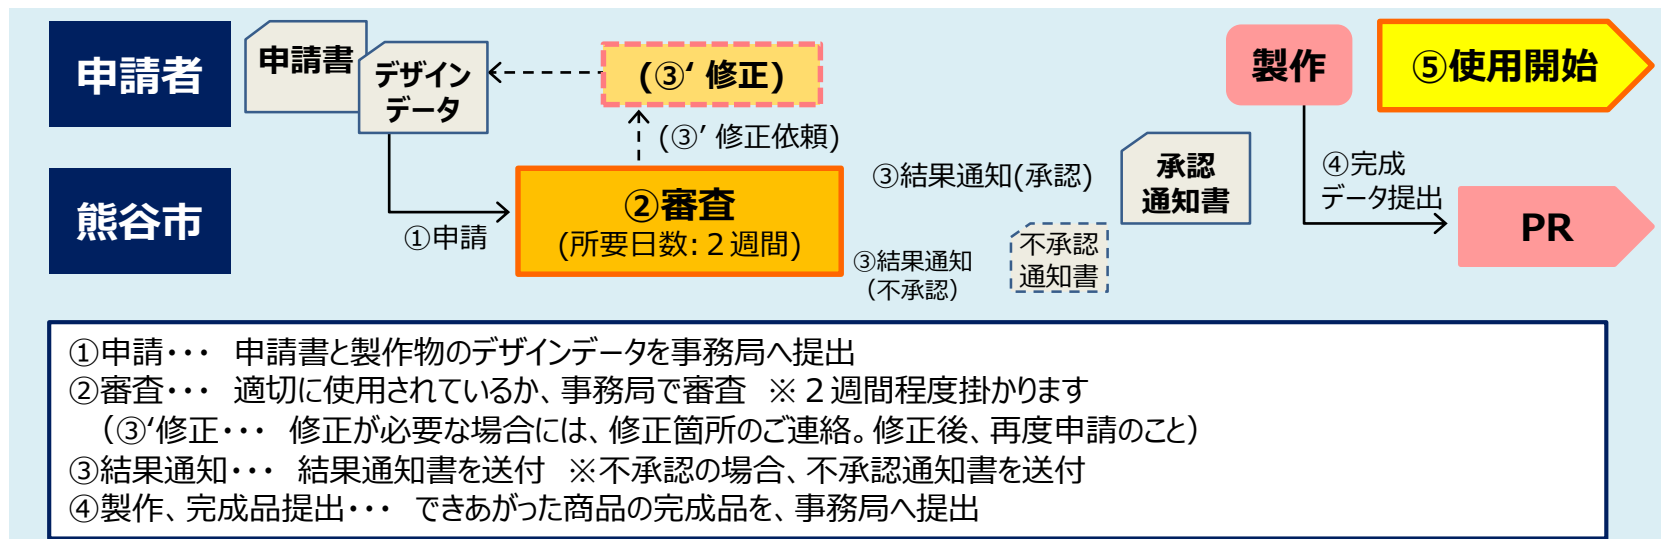 申請者
申請書
デザイン
データ
(③‘ 修正)
(③’ 修正依頼)
製作
⑤使用開始
熊谷市
①申請
②審査
(所要日数:２週間)
③結果通知(承認)
承認
通知書
③結果通知
(不承認)
不承認
通知書
④完成
データ提出
PR
①申請・・・　申請書と製作物のデザインデータを事務局へ提出
②審査・・・　適切に使用されているか、事務局で審査　※２週間程度掛かります
（③‘修正・・・　修正が必要な場合には、修正箇所のご連絡。修正後、再度申請のこと）
③結果通知・・・　結果通知書を送付　※不承認の場合、不承認通知書を送付
④製作、完成品提出・・・　できあがった商品の完成品を、事務局へ提出